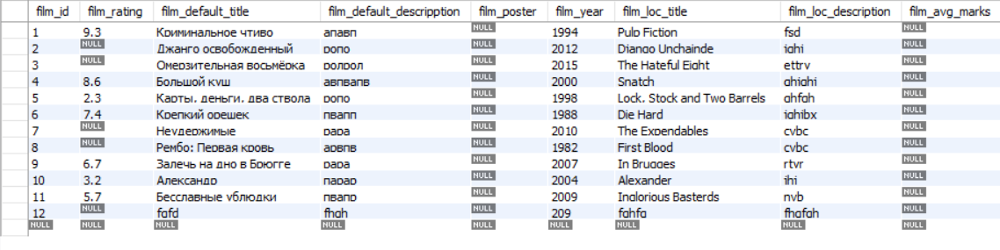 film_id film_rating film_default_title film_default_descripption film_poster film_year film_loc_title film_loc_description film_avg_marks
1 9.3 Криминальное чтиво апавп NULL 1994 Pulp Fiction fsd NULL
2 NULL Джанго освобожденный ропо NULL 2012 Django Unchainde ighi NULL
3 NULL Омерзительная восьмёрка ролрол NULL 2015 The Hateful Eight ettrv NULL
4 8.6 Большой куш авпвапв NULL 2000 Snatch ghighi NULL
5 2.3 Карты, деньги, два ствола ропо NULL 1998 Lock, Stock and Two Barrels ghfgh NULL
6 7.4 Крепкий орешек пвапп NULL 1988 Die Hard ighibx NULL
7 NULL Неудержимые рара NULL 2010 The Expendables cvbc NULL
8 NULL Рембо: Первая кровь арвпв NULL 1982 First Blood cvbc NULL
9 6.7 Залечь на дно в Брюгге рара NULL 2007 In Brugges rtyr NULL
10 3.2 Александр парар NULL 2004 Alexander ihi NULL
11 5.7 Бесславные ублюдки пвапр NULL 2009 Inglorious Basterds nvb NULL
12 NULL fgfd fhgh NULL 209 fghfg fhgfgh NULL
NULL NULL NULL NULL NULL NULL NULL NULL NULL